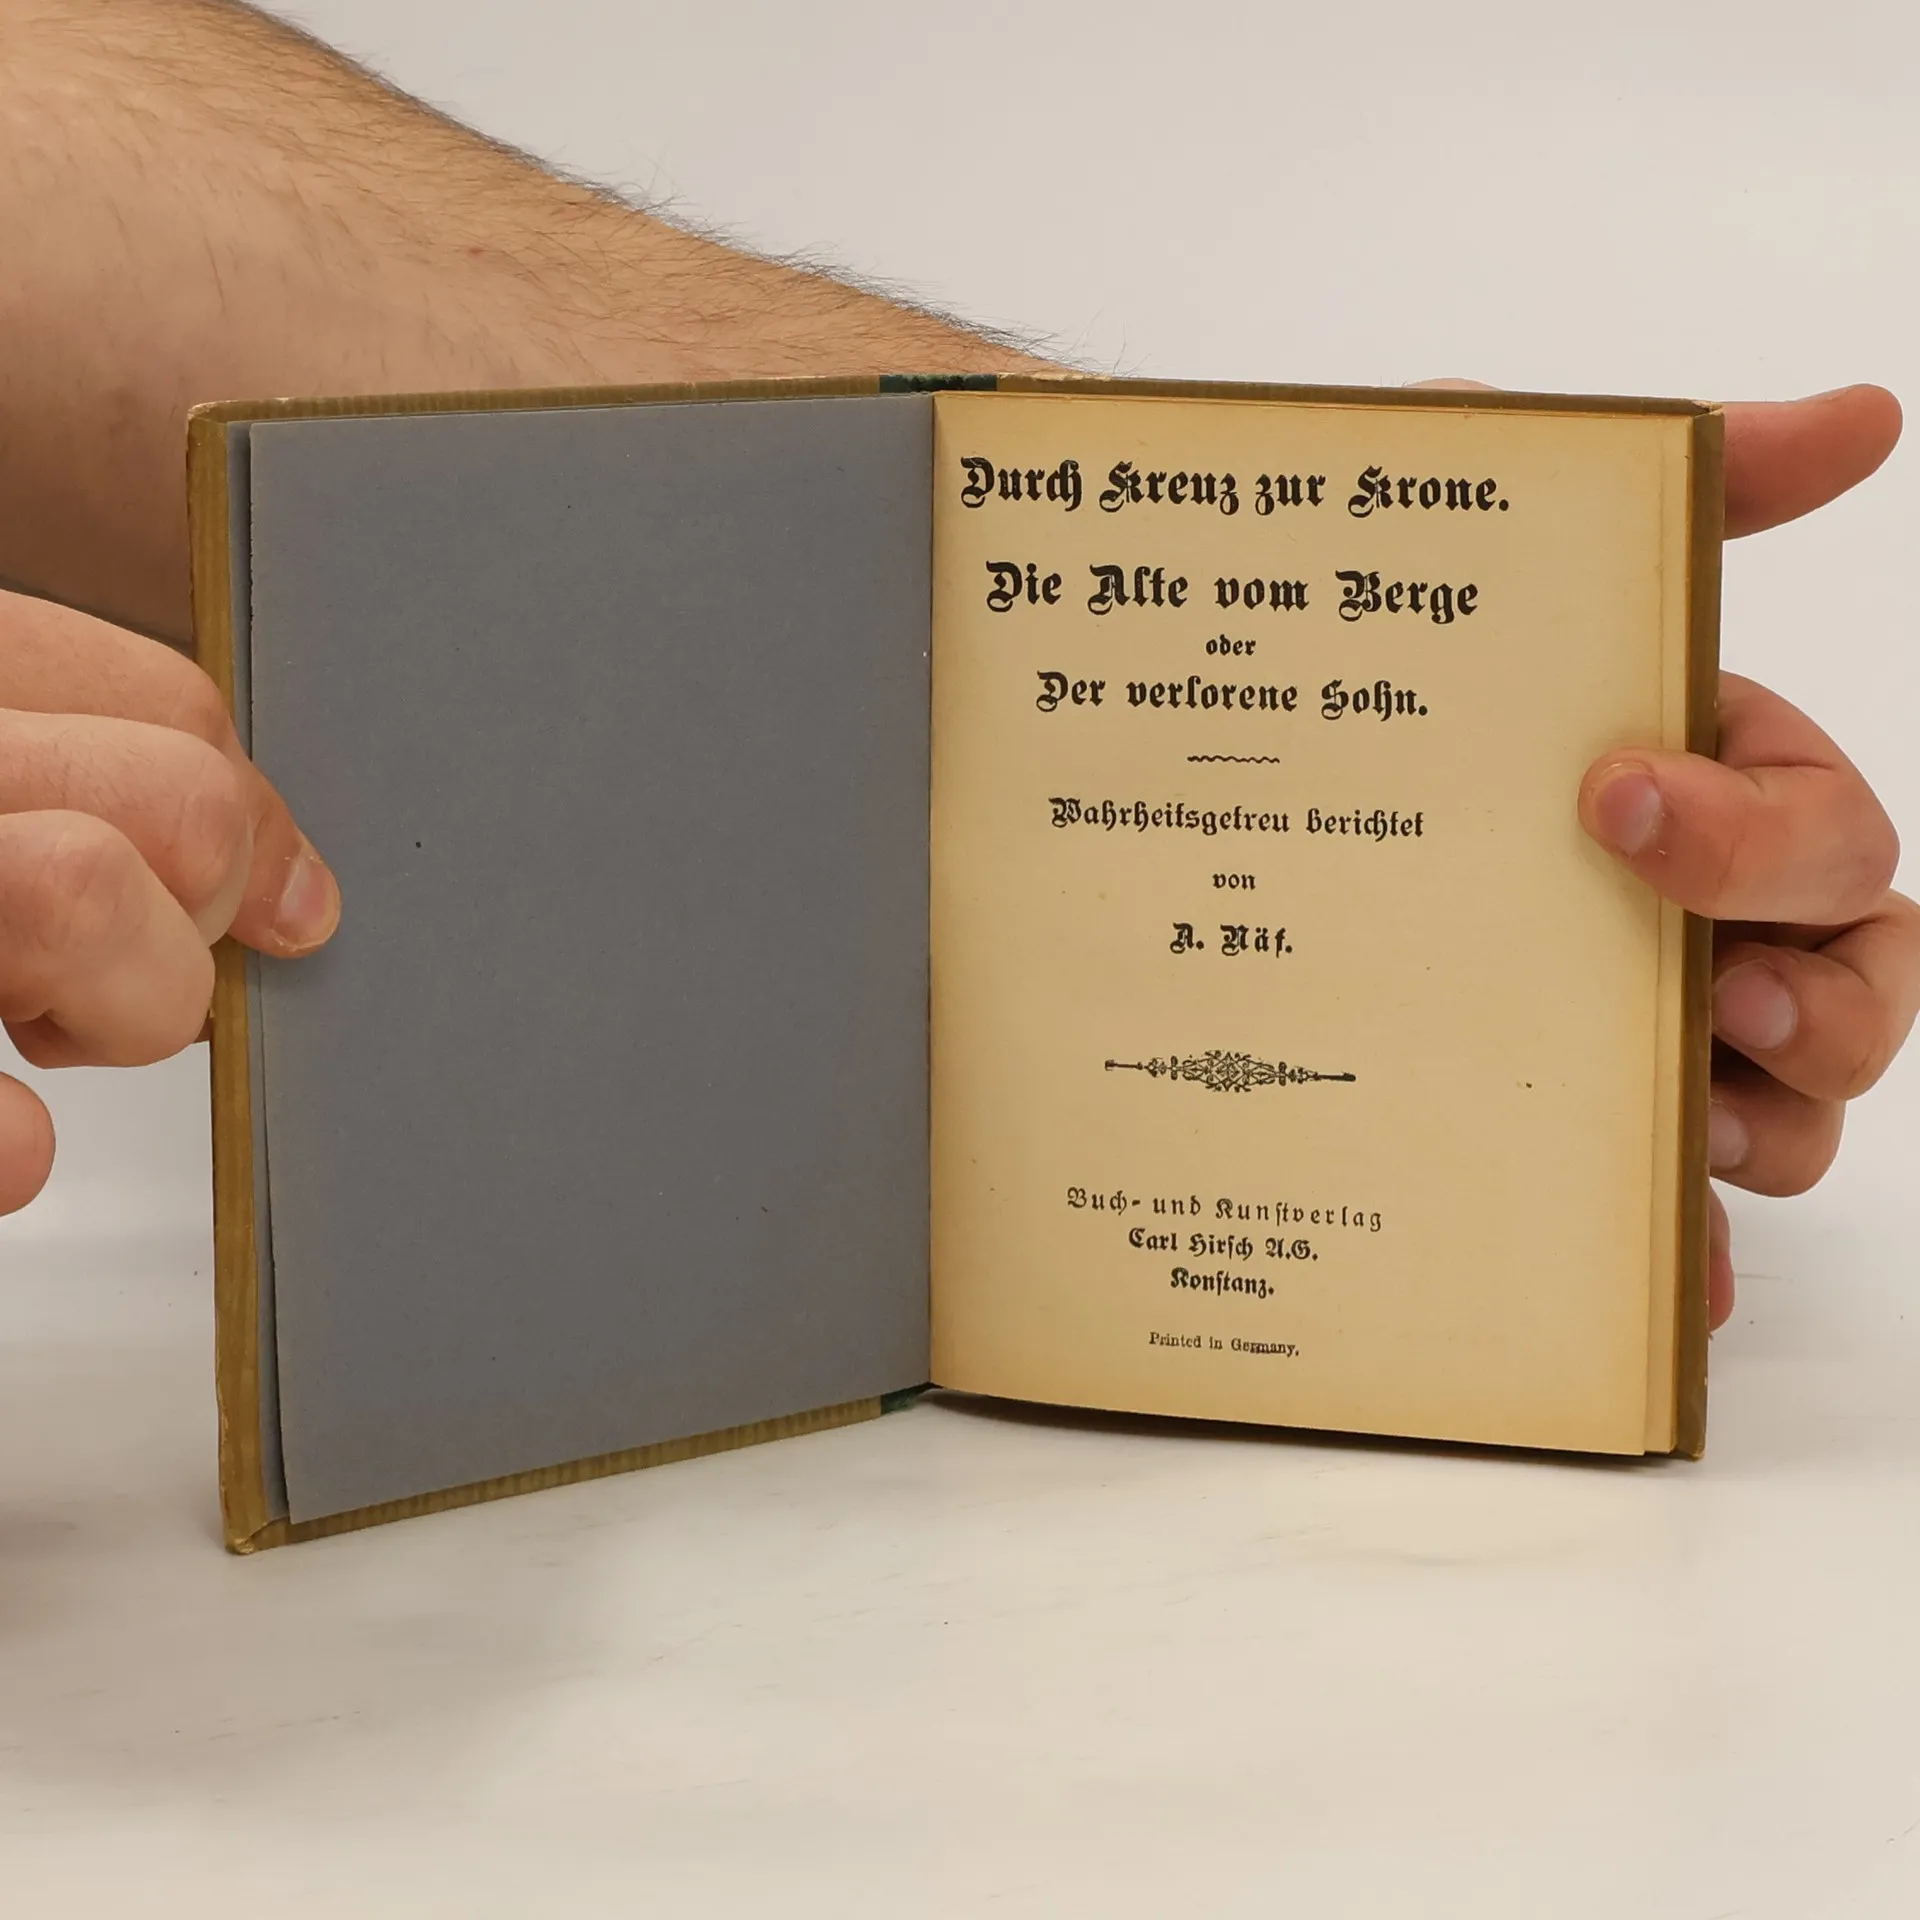 Durch Kreuz zur Krone.
Die Alte vom Berge
oder
Der verlorene Sohn.
Wahrheitsgetreu berichtet
von
A. Näf.
Buch- und Kunstverlag
Carl Hirsch A.G.
Konstanz.
Printed in Germany,